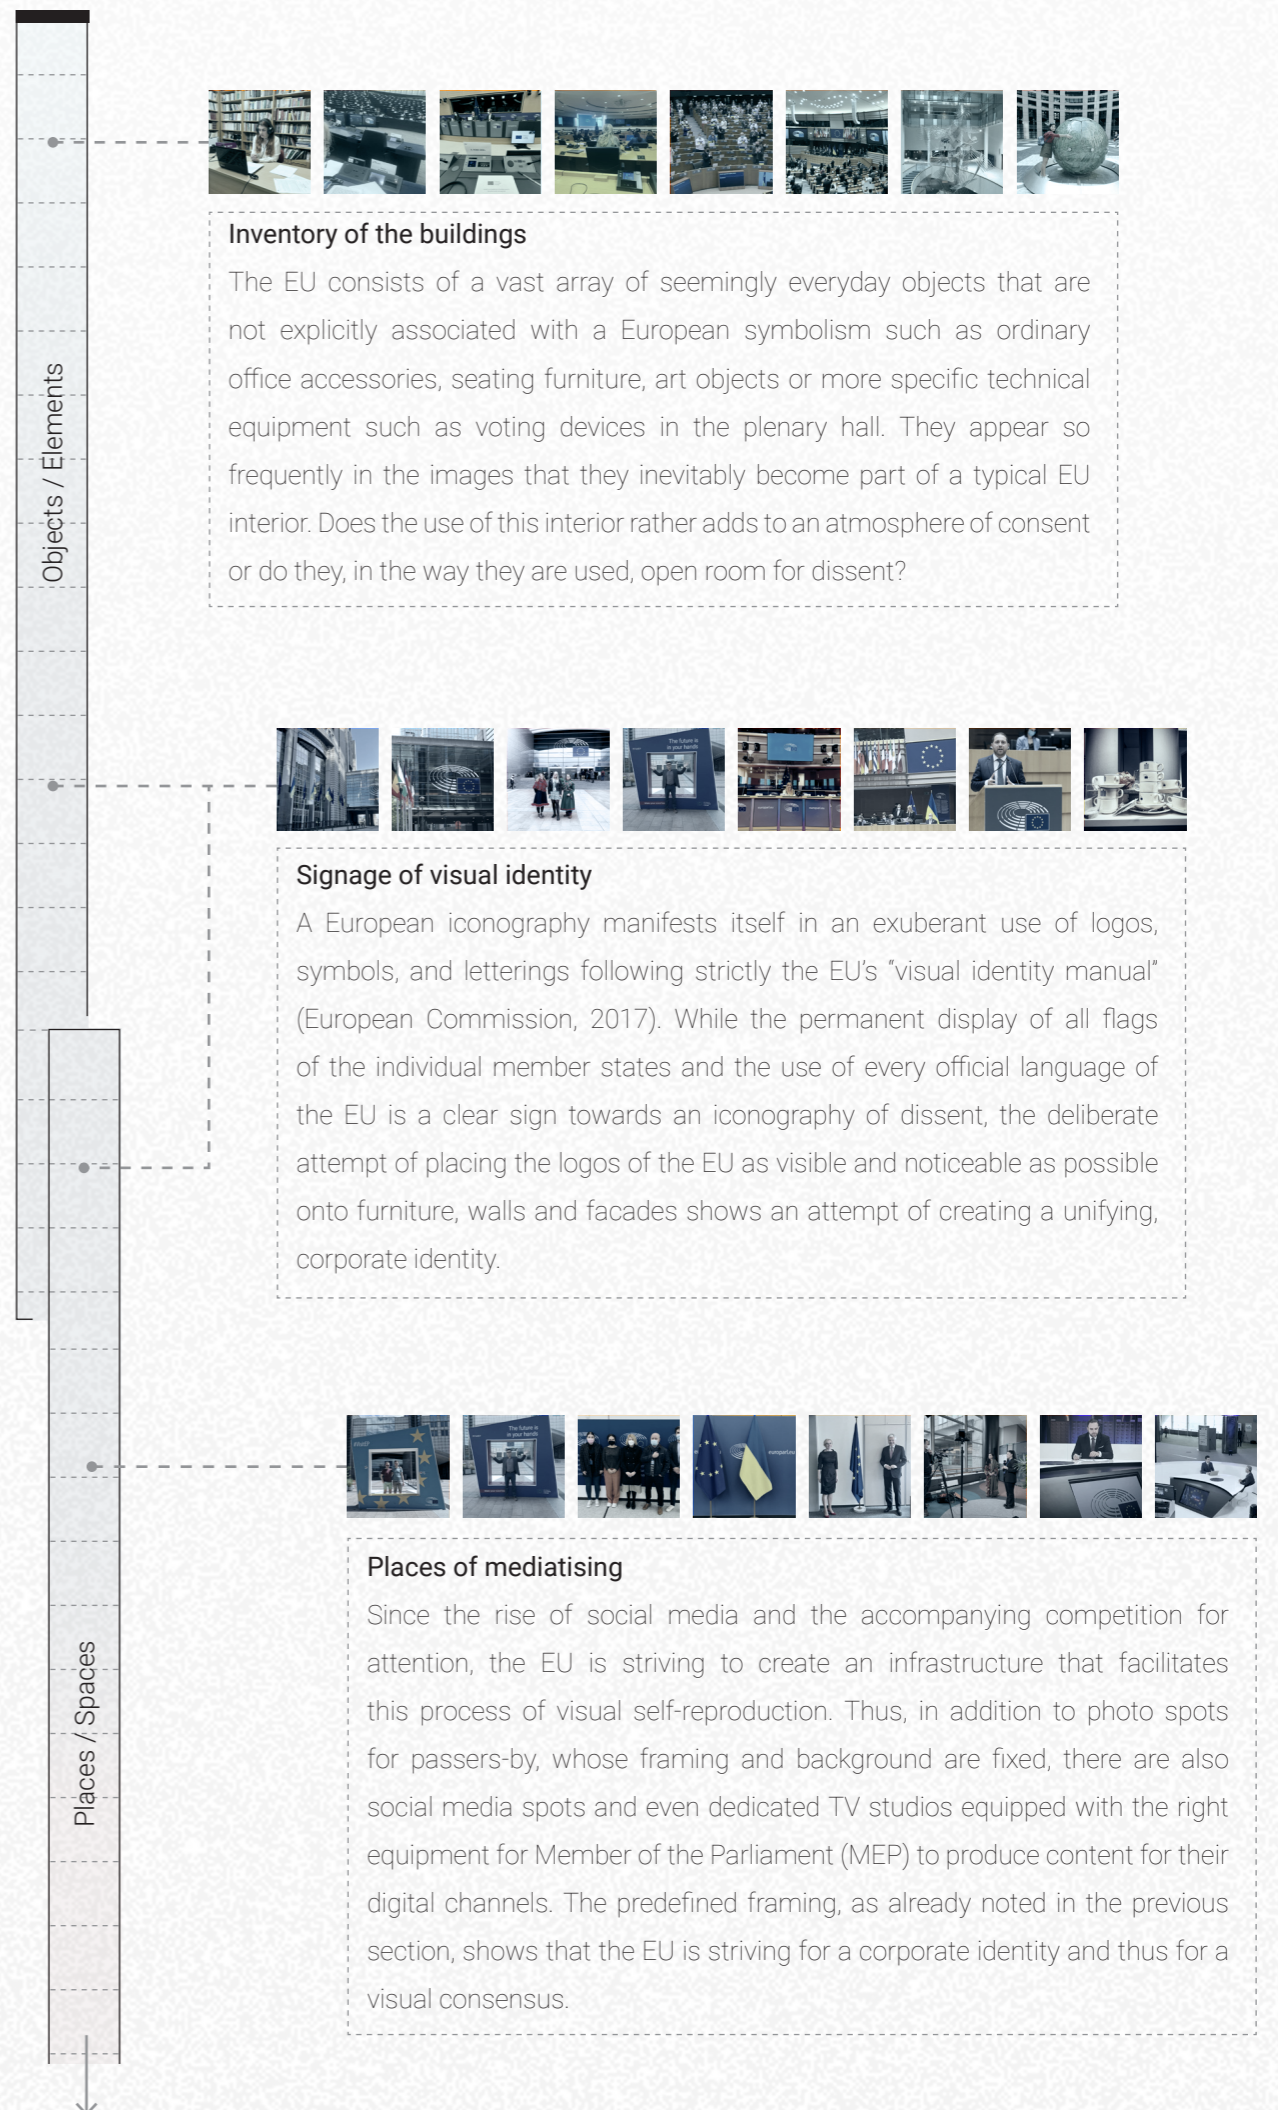 Objects / Elements
Inventory of the buildings
The EU consists of a vast array of seemingly everyday objects that are
not explicitly associated with a European symbolism such as ordinary
office accessories, seating furniture, art objects or more specific technical
equipment such as voting devices in the plenary hall. They appear so
frequently in the images that they inevitably become part of a typical EU
interior. Does the use of this interior rather adds to an atmosphere of consent
or do they, in the way they are used, open room for dissent?
The future is
in your hands
Signage of visual identity
A European iconography manifests itself in an exuberant use of logos,
symbols, and letterings following strictly the EU's "visual identity manual"
(European Commission, 2017). While the permanent display of all flags
of the individual member states and the use of every official language of
the EU is a clear sign towards an iconography of dissent, the deliberate
attempt of placing the logos of the EU as visible and noticeable as possible
onto furniture, walls and facades shows an attempt of creating a unifying,
corporate identity.
Places / Spaces
The future is
in your hands
europarl.eu
Places of mediatising
Since the rise of social media and the accompanying competition for
attention, the EU is striving to create an infrastructure that facilitates
this process of visual self-reproduction. Thus, in addition to photo spots
for passers-by, whose framing and background are fixed, there are also
social media spots and even dedicated TV studios equipped with the right
equipment for Member of the Parliament (MEP) to produce content for their
digital channels. The predefined framing, as already noted in the previous
section, shows that the EU is striving for a corporate identity and thus for a
visual consensus.